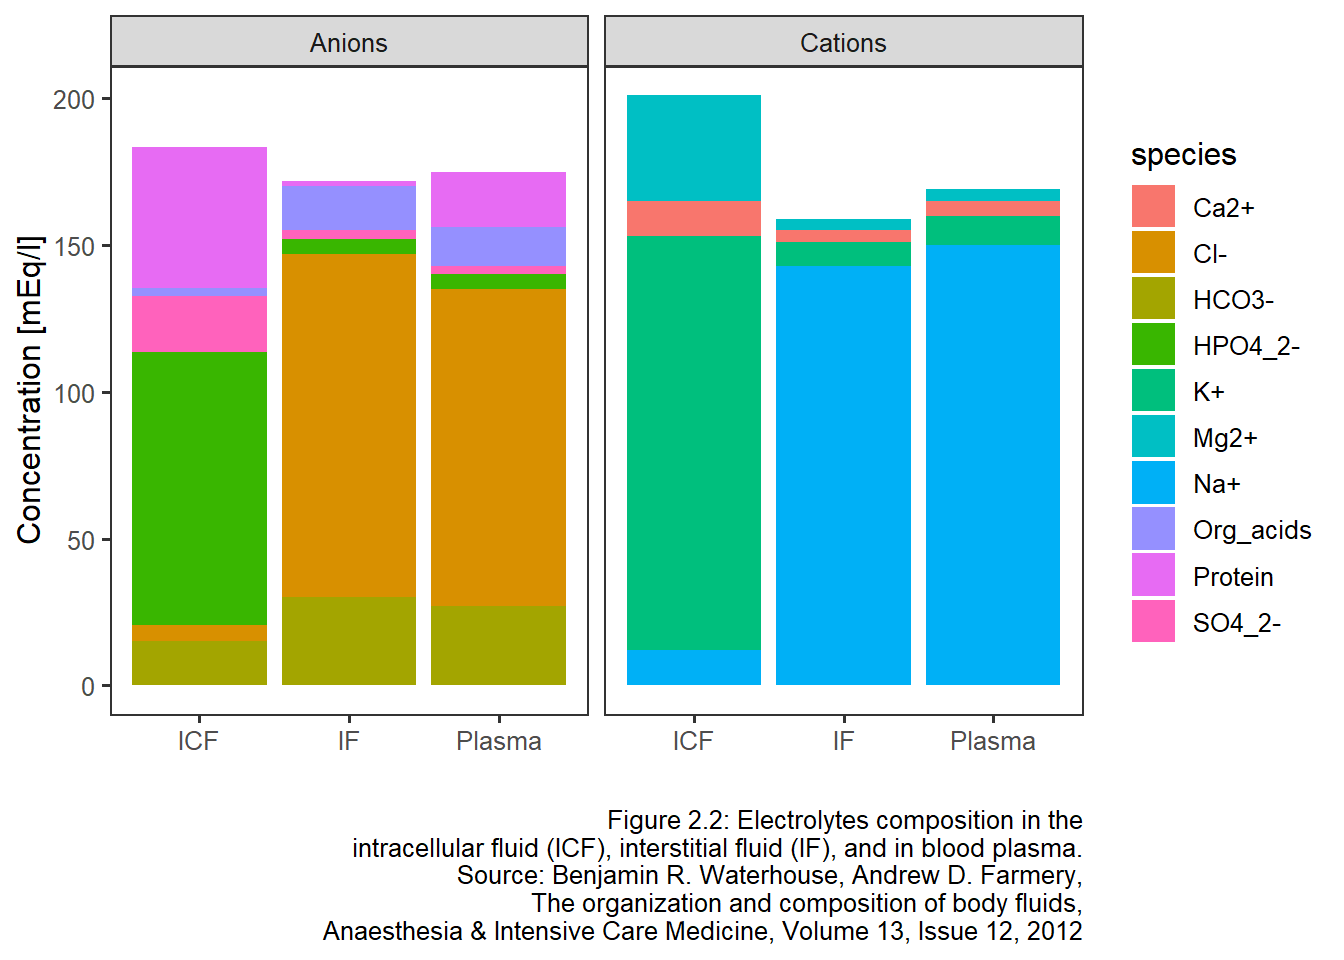 Anions
Cations
Concentration [mEq/l]
200
150
100
50
0
ICF
IF
Plasma
ICF
IF
Plasma
species
Ca2+
Cl-
HCO3-
HPO4_2-
K+
Mg2+
Na+
Org_acids
Protein
SO4_2-
Figure 2.2: Electrolytes composition in the
intracellular fluid (ICF), interstitial fluid (IF), and in blood plasma.
Source: Benjamin R. Waterhouse, Andrew D. Farmery,
The organization and composition of body fluids,
Anaesthesia & Intensive Care Medicine, Volume 13, Issue 12, 2012